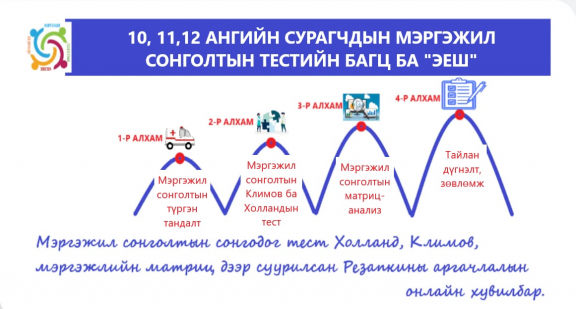 10, 11,12 АНГИЙН СУРАГЧДЫН МЭРГЭЖИЛ
СОНГОЛТЫН ТЕСТИЙН БАГЦ БА "ЭЕШ"
1-Р АЛХАМ
2-Р АЛХАМ
3-Р АЛХАМ
4-Р АЛХАМ
Мэргэжил
сонголтын
түргэн
тандалт
Мэргэжил
сонголтын
Климов ба
Холландын
тест
Мэргэжил
сонголтын
матриц-
анализ
Тайлан
дүгнэлт,
зөвлөмж
Мэргэжил сонголтын сонгодог тест Холланд, Климов,
мэргэжлийн матриц дээр суурилсан Резапкины аргачлалын
онлайн хувилбар.